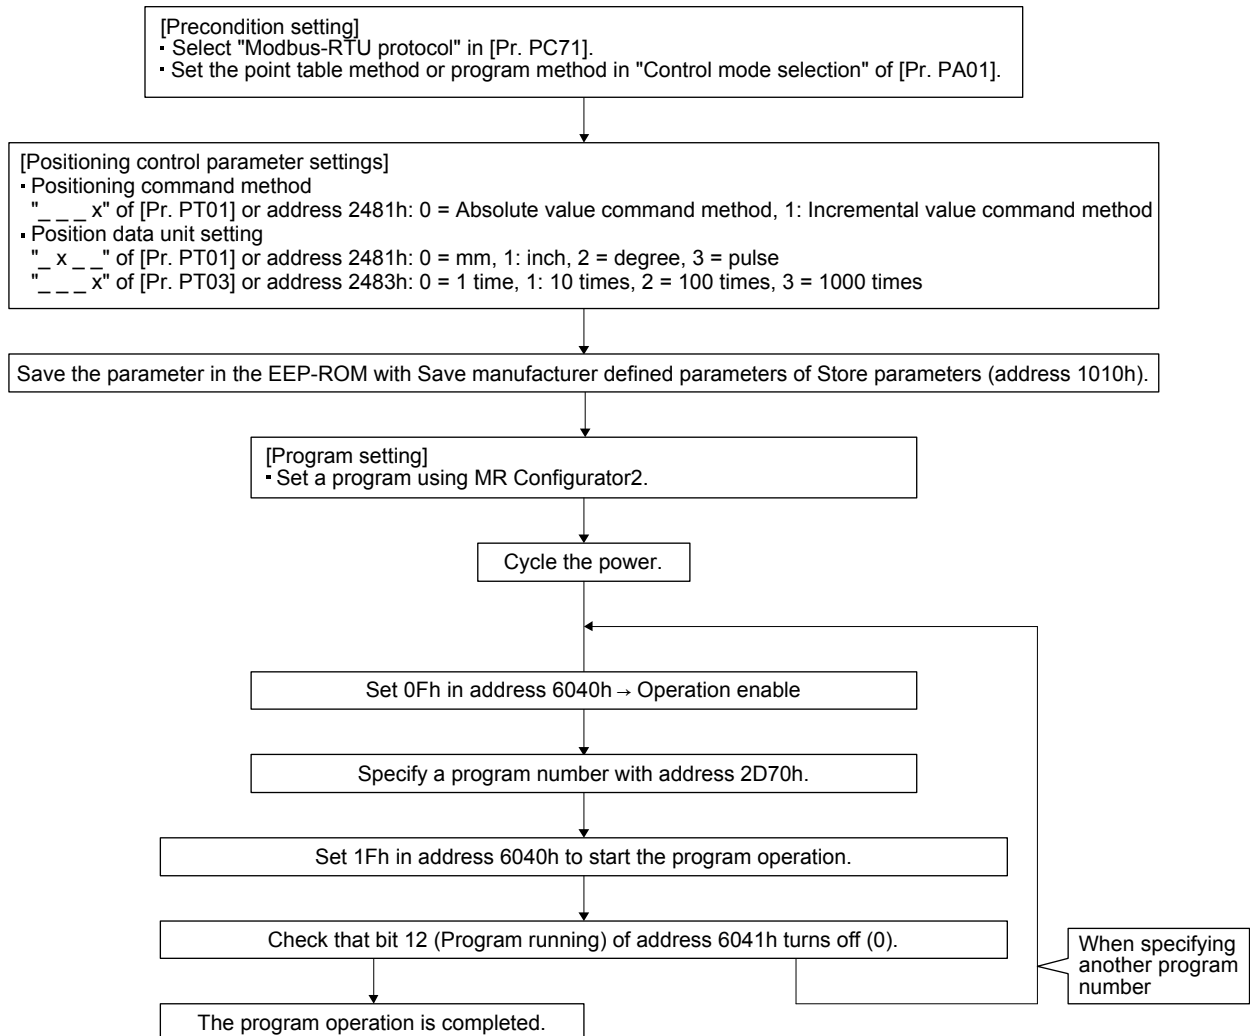 [Precondition setting]
▪ Select "Modbus-RTU protocol" in [Pr. PC71].
▪ Set the point table method or program method in "Control mode selection" of [Pr. PA01].
[Positioning control parameter settings]
▪ Positioning command method
"_ _ _ x" of [Pr. PT01] or address 2481h: 0 = Absolute value command method, 1: Incremental value command method
▪ Position data unit setting
"_ x _ _" of [Pr. PT01] or address 2481h: 0 = mm, 1: inch, 2 = degree, 3 = pulse
"_ _ _ x" of [Pr. PT03] or address 2483h: 0 = 1 time, 1: 10 times, 2 = 100 times, 3 = 1000 times
Save the parameter in the EEP-ROM with Save manufacturer defined parameters of Store parameters (address 1010h).
[Program setting]
▪ Set a program using MR Configurator2.
Cycle the power.
Set 0Fh in address 6040h → Operation enable
Specify a program number with address 2D70h.
Set 1Fh in address 6040h to start the program operation.
Check that bit 12 (Program running) of address 6041h turns off (0).
When specifying
another program
number
The program operation is completed.